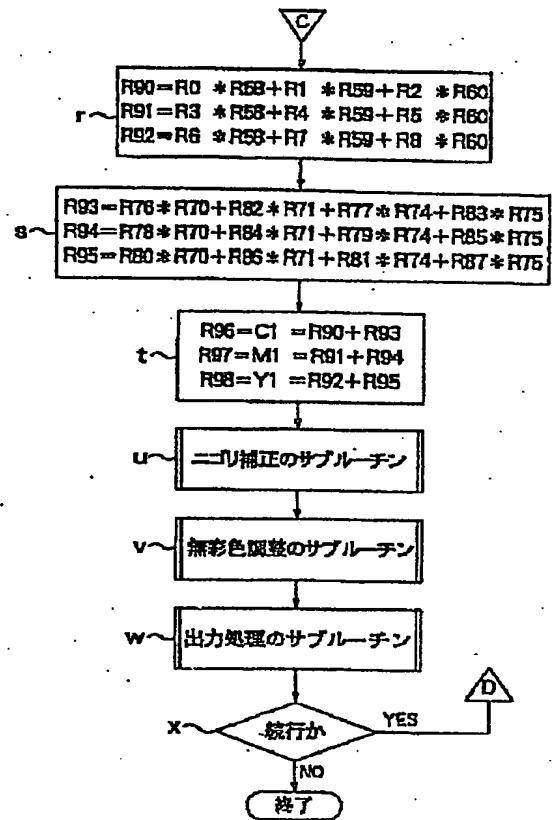 C
r
R90=R0 *R58+R1 *R59+R2 *R60
R91=R3 *R58+R4 *R59+R5 *R60
R92=R6 *R58+R7 *R59+R8 *R60
s
R93=R76*R70+R82*R71+R77*R74+R83*R75
R94=R78*R70+R84*R71+R79*R74+R85*R75
R95=R80*R70+R86*R71+R81*R74+R87*R75
t
R96=C1 =R90+R93
R97=M1 =R91+R94
R98=Y1 =R92+R95
u
ニゴリ補正のサブルーチン
v
無彩色調整のサブルーチン
w
出力処理のサブルーチン
x
続行か
YES
D
NO
終了